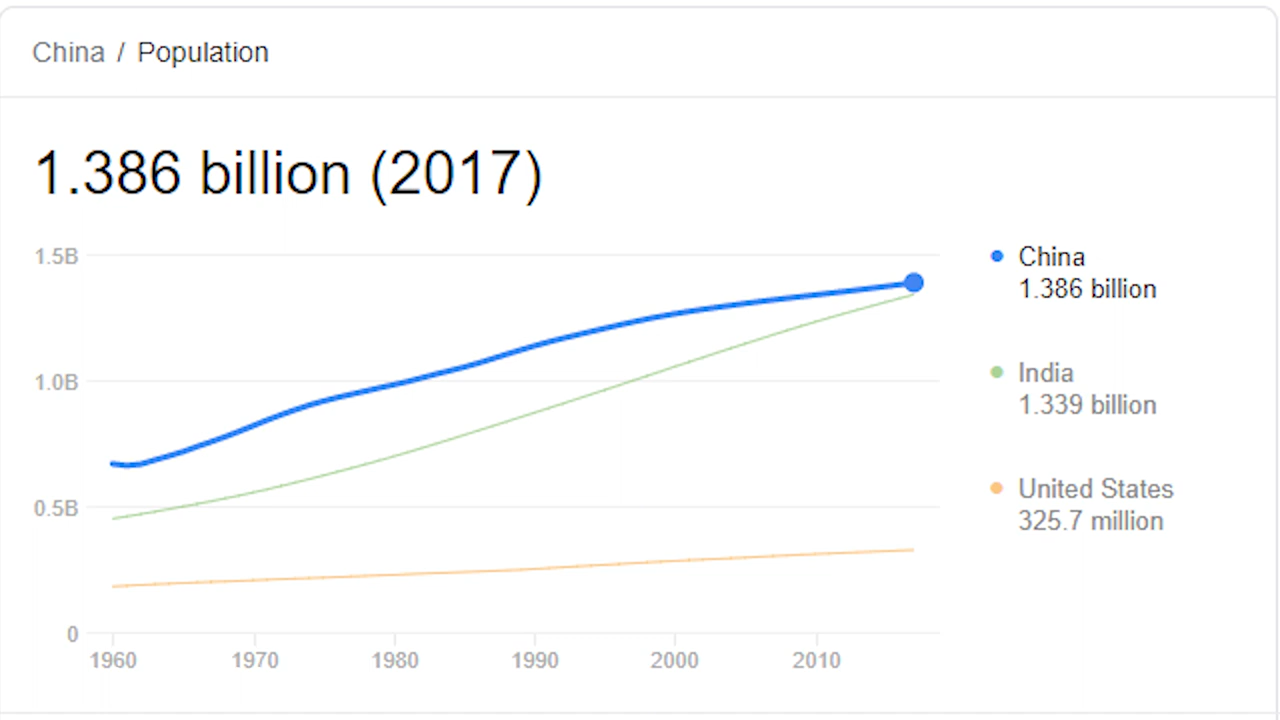 China / Population
1.386 billion (2017)
1.5B
1.0B
0.5B
0
1960 1970 1980 1990 2000 2010
China
1.386 billion
India
1.339 billion
United States
325.7 million